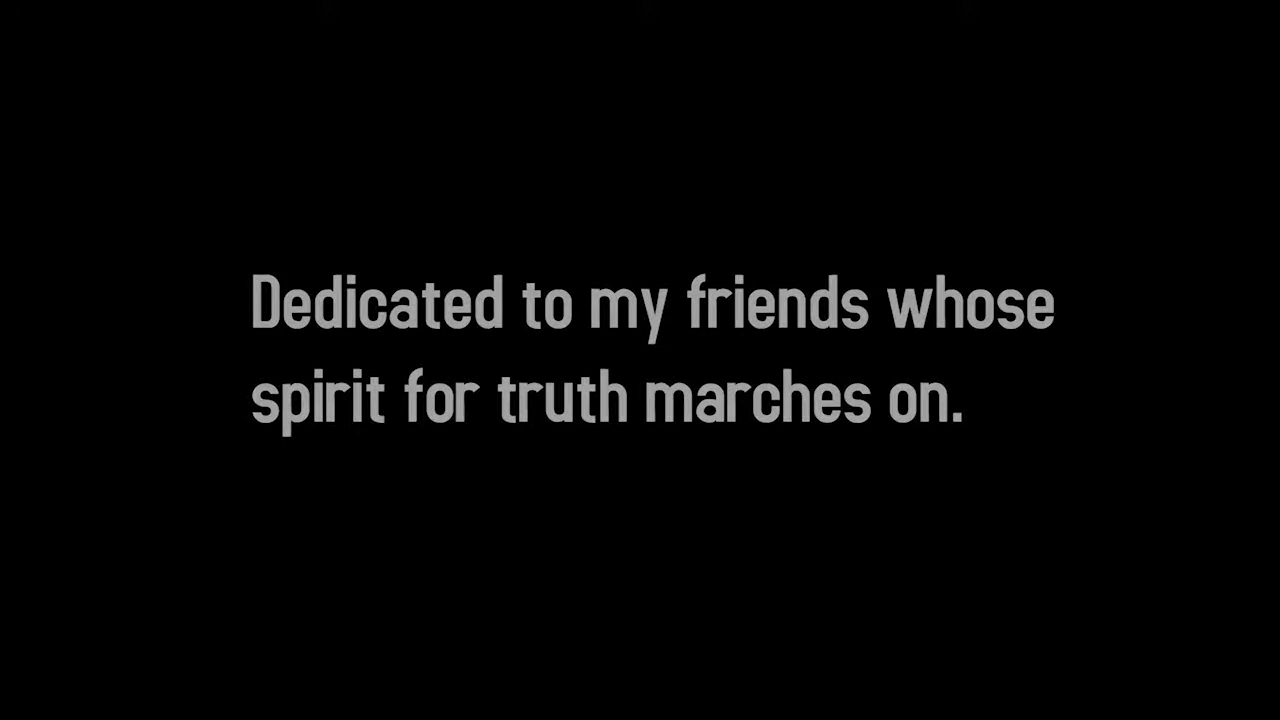 Dedicated to my friends whose
spirit for truth marches on.